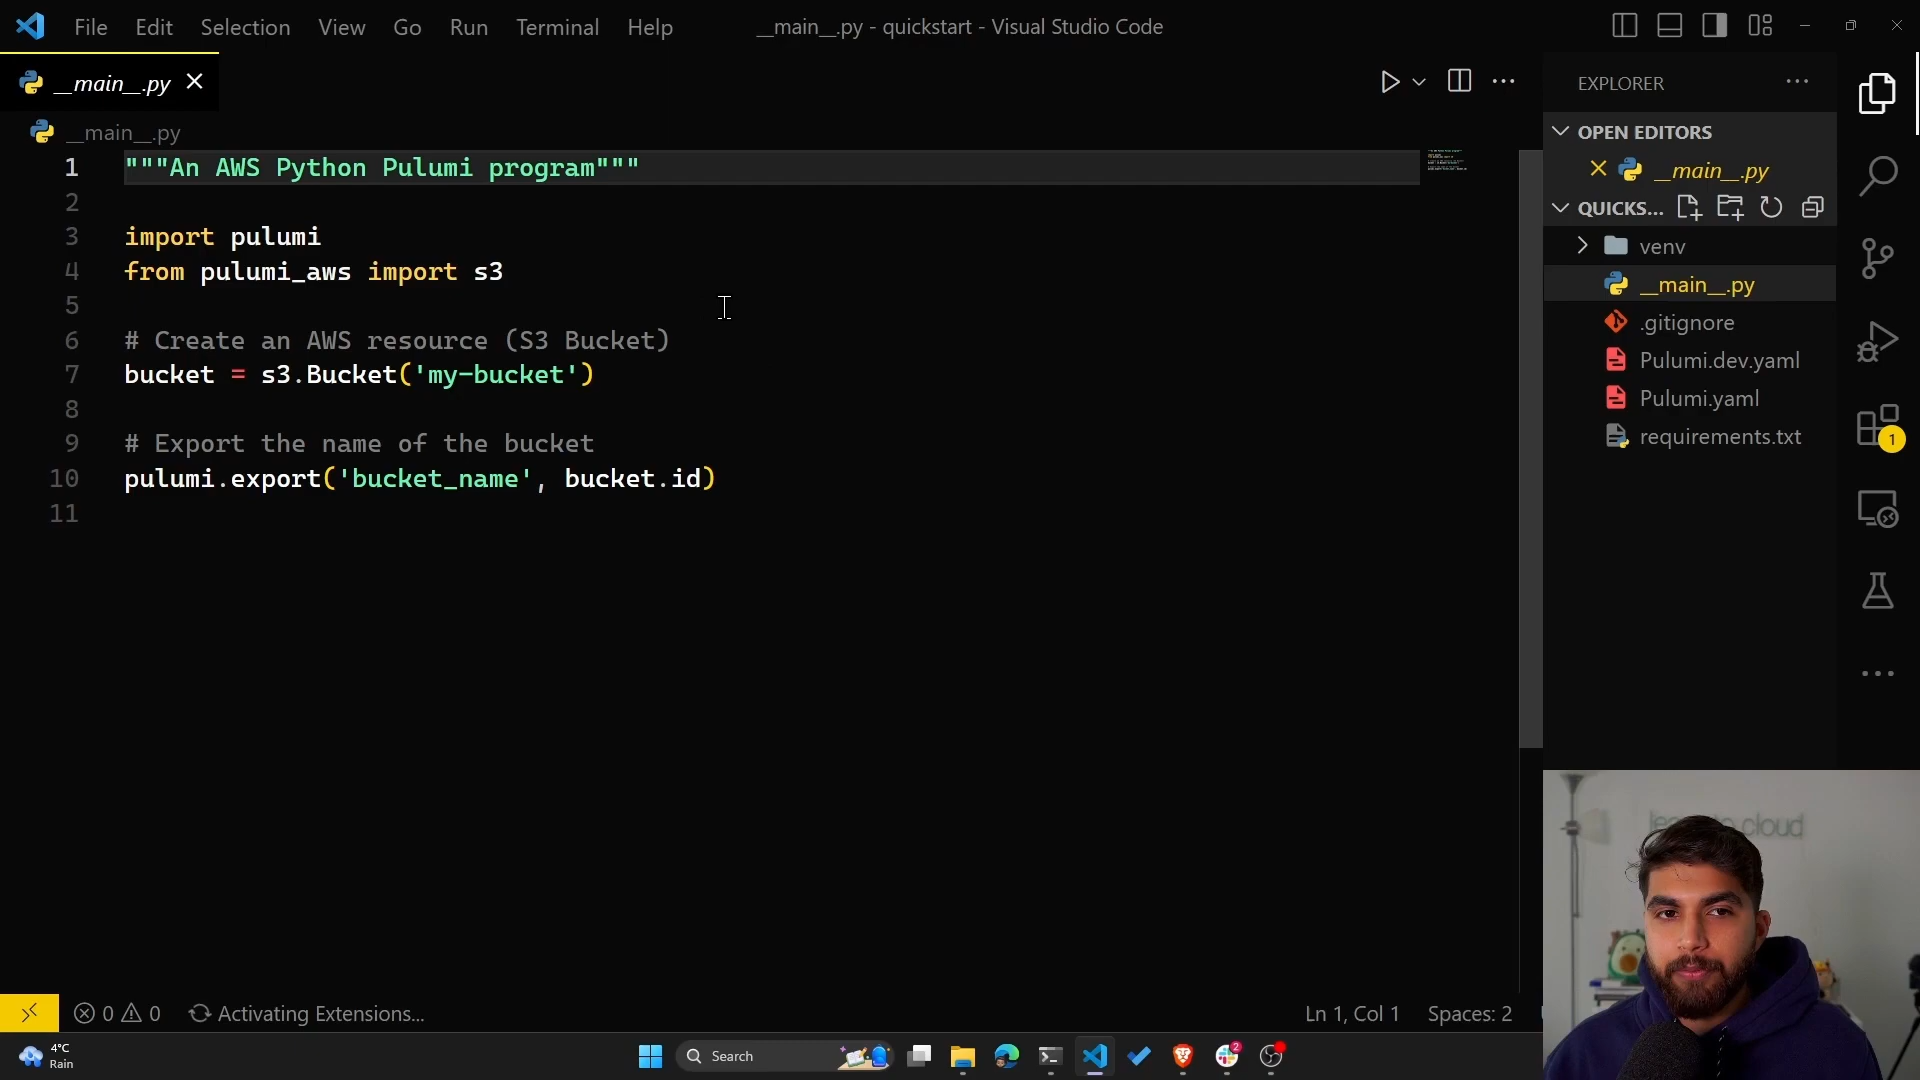 File Edit Selection View Go Run Terminal Help
__main__.py - quickstart - Visual Studio Code
__main__.py
__main__.py
1 """An AWS Python Pulumi program"""
2
3 import pulumi
4 from pulumi_aws import s3
5
6 # Create an AWS resource (S3 Bucket)
7 bucket = s3.Bucket('my-bucket')
8
9 # Export the name of the bucket
10 pulumi.export('bucket_name', bucket.id)
11
EXPLORER
OPEN EDITORS
__main__.py
QUICKS...
venv
__main__.py
.gitignore
Pulumi.dev.yaml
Pulumi.yaml
requirements.txt
1
cloud
0 0 Activating Extensions...
Ln 1, Col 1 Spaces: 2
4°C
Rain
Search
2